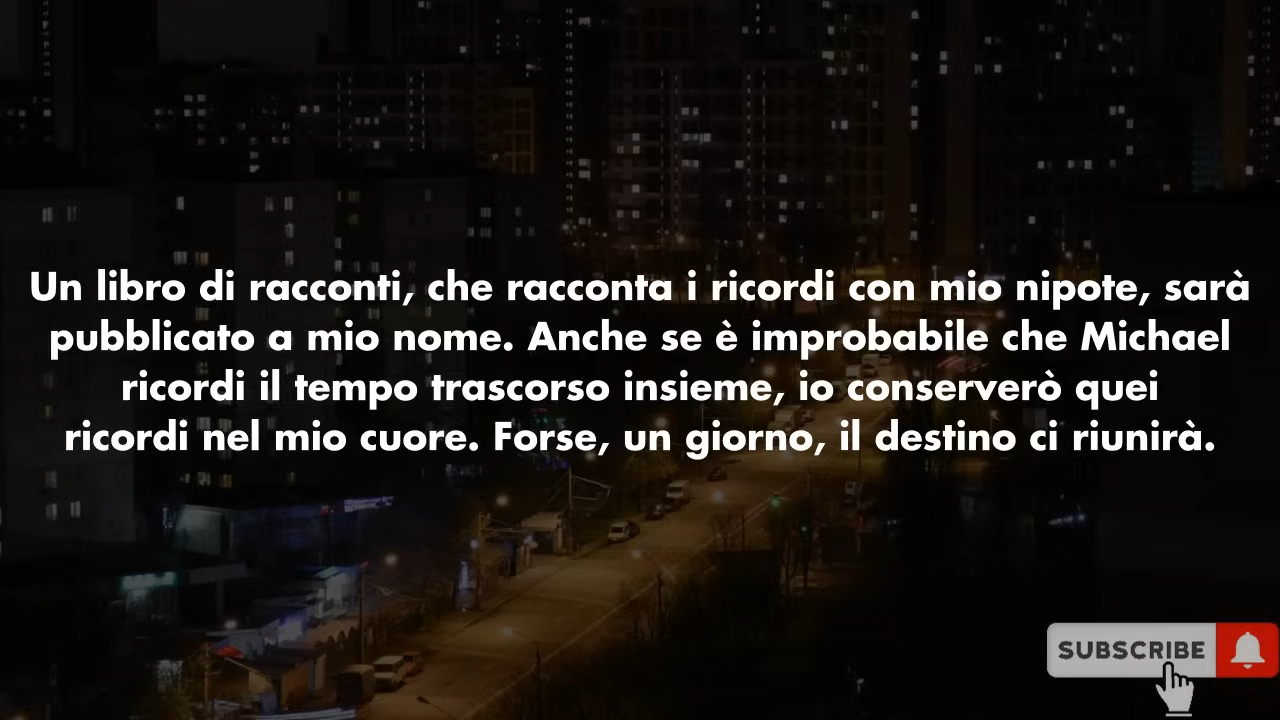 Un libro di racconti, che racconta i ricordi con mio nipote, sarà
pubblicato a mio nome. Anche se è improbabile che Michael
ricordi il tempo trascorso insieme, io conserverò quei
ricordi nel mio cuore. Forse, un giorno, il destino ci riunirà.
SUBSCRIBE